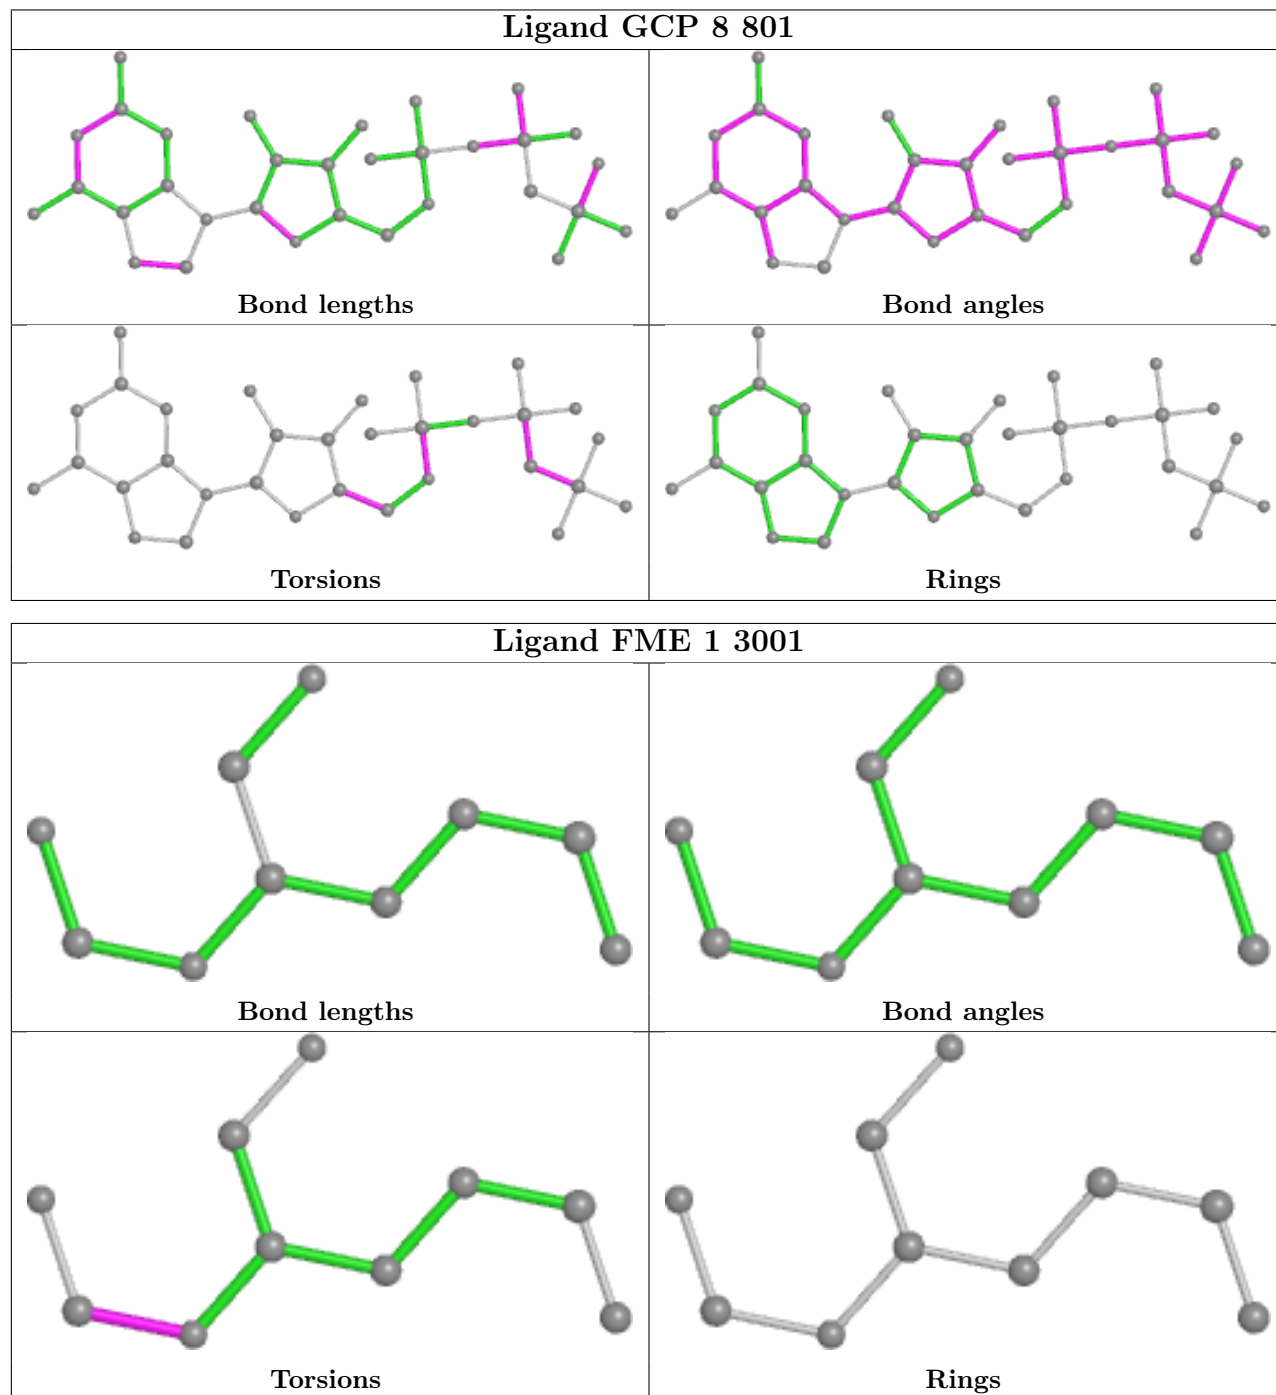 Ligand GCP 8 801
Bond lengths
Bond angles
Torsions
Rings
Ligand FME 1 3001
Bond lengths
Bond angles
Torsions
Rings